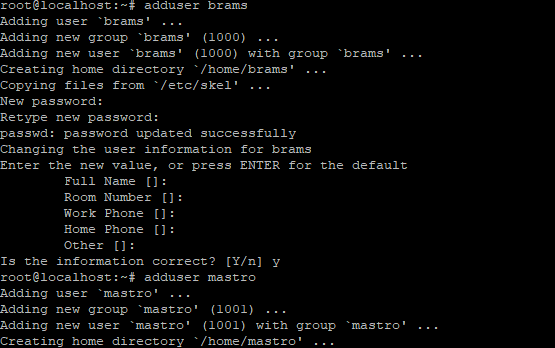 root@localhost:~# adduser brams
Adding user `brams' ...
Adding new group `brams' (1000) ...
Adding new user `brams' (1000) with group `brams' ...
Creating home directory `/home/brams' ...
Copying files from `/etc/skel' ...
New password:
Retype new password:
passwd: password updated successfully
Changing the user information for brams
Enter the new value, or press ENTER for the default
Full Name []:
Room Number []:
Work Phone []:
Home Phone []:
Other []:
Is the information correct? [Y/n] y
root@localhost:~# adduser mastro
Adding user `mastro' ...
Adding new group `mastro' (1001) ...
Adding new user `mastro' (1001) with group `mastro' ...
Creating home directory `/home/mastro' ...